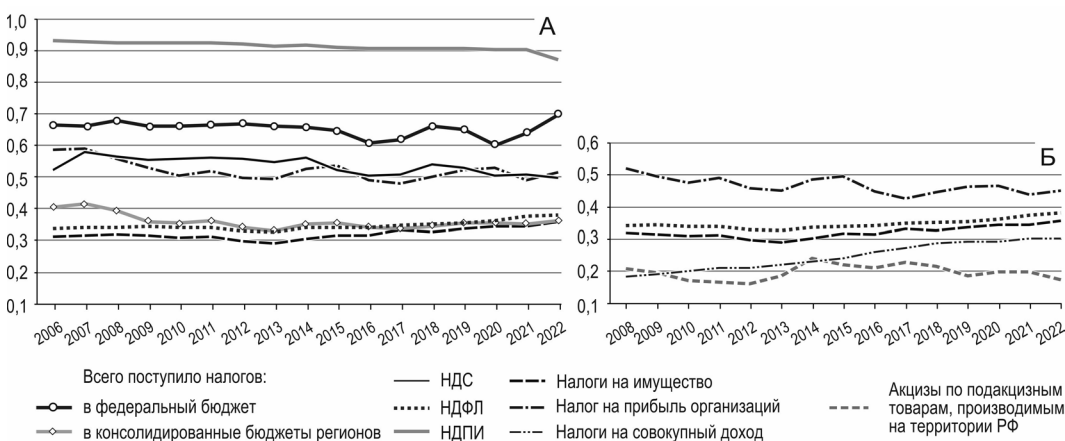 А
1,0
0,9
0,8
0,7
0,6
0,5
0,4
0,3
0,2
0,1
2006 2007 2008 2009 2010 2011 2012 2013 2014 2015 2016 2017 2018 2019 2020 2021 2022
Б
0,6
0,5
0,4
0,3
0,2
0,1
2008 2009 2010 2011 2012 2013 2014 2015 2016 2017 2018 2019 2020 2021 2022
Всего поступило налогов:
в федеральный бюджет
в консолидированные бюджеты регионов
НДС
НДФЛ
НДПИ
Налоги на имущество
Налог на прибыль организаций
Налоги на совокупный доход
Акцизы по подакцизным
товарам, производимым
на территории РФ